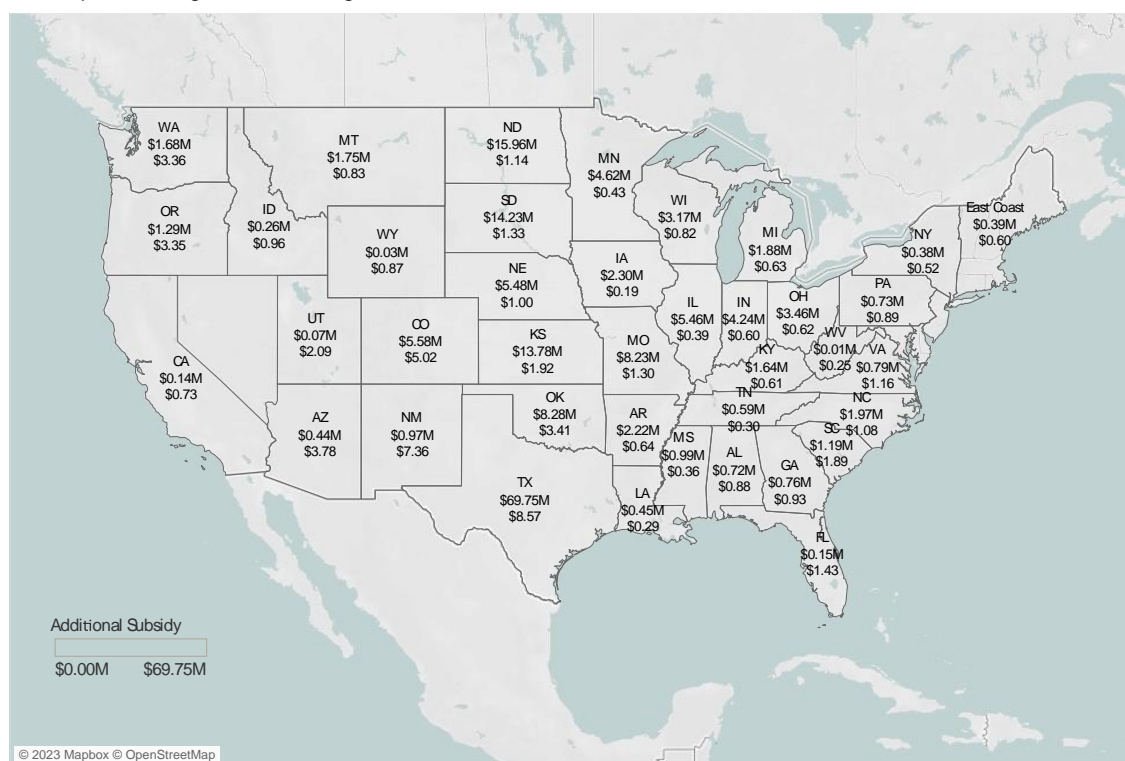 WA
$1.68M
$3.36
MT
$1.75M
$0.83
ND
$15.96M
$1.14
MN
$4.62M
$0.43
OR
$1.29M
$3.35
ID
$0.26M
$0.96
WY
$0.03M
$0.87
SD
$14.23M
$1.33
WI
$3.17M
$0.82
MI
$1.88M
$0.63
NY
$0.38M
$0.52
East Coast
$0.39M
$0.60
NE
$5.48M
$1.00
IA
$2.30M
$0.19
PA
$0.73M
$0.89
UT
$0.07M
$2.09
CO
$5.58M
$5.02
KS
$13.78M
$1.92
MO
$8.23M
$1.30
IL
$5.46M
$0.39
IN
$4.24M
$0.60
OH
$3.46M
$0.62
WV
$0.01M
$0.25
VA
$0.79M
$1.16
KY
$1.64M
$0.61
CA
$0.14M
$0.73
AZ
$0.44M
$3.78
NM
$0.97M
$7.36
OK
$8.28M
$3.41
AR
$2.22M
$0.64
TN
$0.59M
$0.30
NC
$1.97M
$1.08
SC
$1.19M
$1.89
MS
$0.99M
$0.36
AL
$0.72M
$0.88
GA
$0.76M
$0.93
TX
$69.75M
$8.57
LA
$0.45M
$0.29
FL
$0.15M
$1.43
Additional Subsidy
$0.00M $69.75M
© 2023 Mapbox © OpenStreetMap